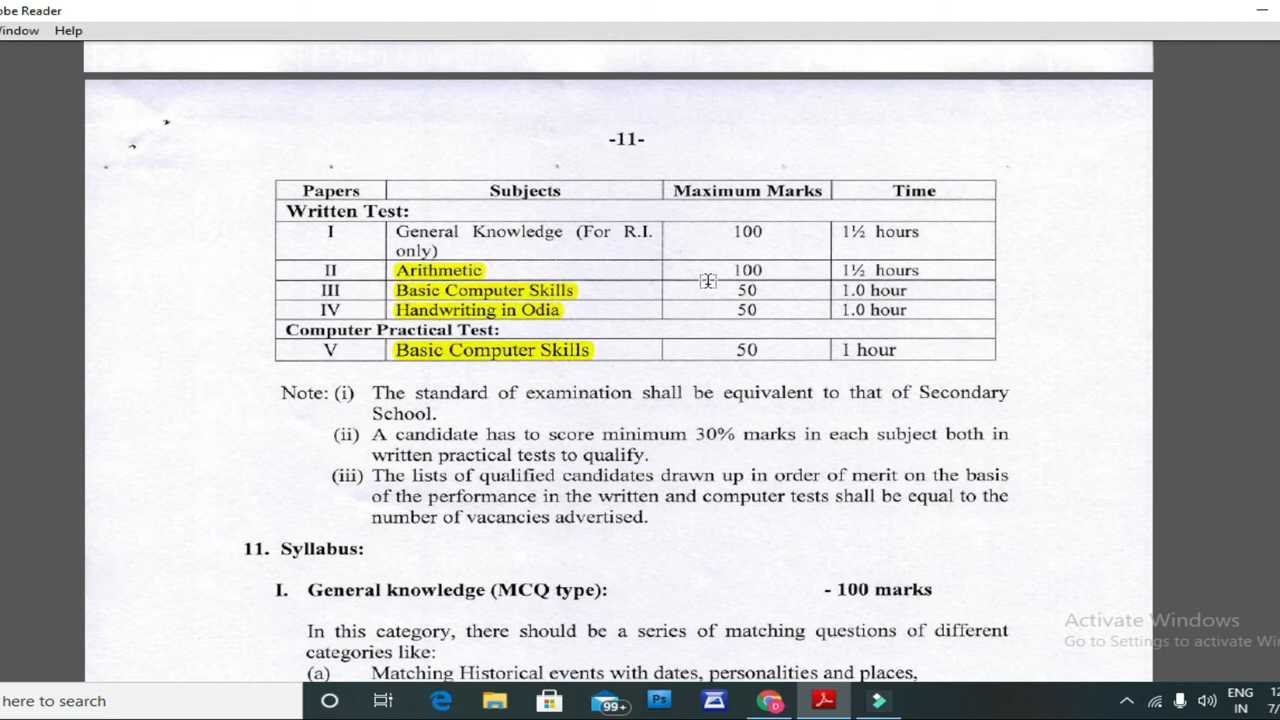 obe Reader
Window Help
-11-
Papers Subjects Maximum Marks Time
Written Test:
I General Knowledge (For R.I. only) 100 1½ hours
II Arithmetic 100 1½ hours
III Basic Computer Skills 50 1.0 hour
IV Handwriting in Odia 50 1.0 hour
Computer Practical Test:
V Basic Computer Skills 50 1 hour
Note: (i) The standard of examination shall be equivalent to that of Secondary
School.
(ii) A candidate has to score minimum 30% marks in each subject both in
written practical tests to qualify.
(iii) The lists of qualified candidates drawn up in order of merit on the basis
of the performance in the written and computer tests shall be equal to the
number of vacancies advertised.
11. Syllabus:
I. General knowledge (MCQ type): - 100 marks
In this category, there should be a series of matching questions of different
categories like:
(a) Matching Historical events with dates, personalities and places,
Activate Windows
Go to Settings to activate Win
here to search
99+
Ps
D
ENG
IN
12
7/